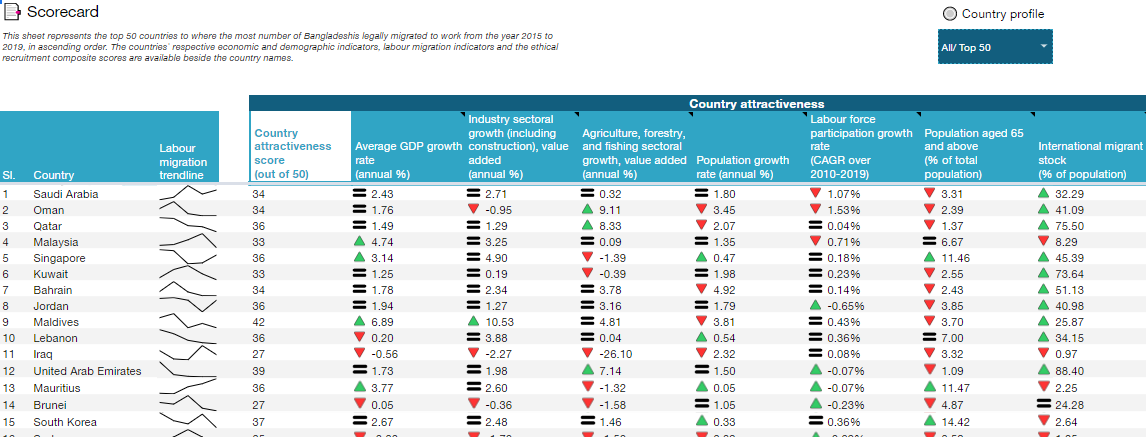 Scorecard
Country profile
This sheet represents the top 50 countries to where the most number of Bangladeshis legally migrated to work from the year 2015 to
2019, in ascending order. The countries' respective economic and demographic indicators, labour migration indicators and the ethical
recruitment composite scores are available beside the country names.
All/ Top 50
Country attractiveness
Sl.
Country
Labour
migration
trendline
Country
attractiveness
score
(out of 50)
Average GDP growth
rate
(annual %)
Industry sectoral
growth (including
construction), value
added
(annual %)
Agriculture, forestry,
and fishing sectoral
growth, value added
(annual %)
Population growth
rate (annual %)
Labour force
participation growth
rate
(CAGR over
2010-2019)
Population aged 65
and above
(% of total
population)
International migrant
stock
(% of population)
1 Saudi Arabia 34 2.43 2.71 0.32 1.80 1.07% 3.31 32.29
2 Oman 34 1.76 -0.95 9.11 3.45 1.53% 2.39 41.09
3 Qatar 36 1.49 1.29 8.33 2.07 0.04% 1.37 75.50
4 Malaysia 33 4.74 3.25 0.09 1.35 0.71% 6.67 8.29
5 Singapore 36 3.14 4.90 -1.39 0.47 0.18% 11.46 45.39
6 Kuwait 33 1.25 0.19 -0.39 1.98 0.23% 2.55 73.64
7 Bahrain 34 1.78 2.34 3.78 4.92 0.14% 2.43 51.13
8 Jordan 36 1.94 1.27 3.16 1.79 -0.65% 3.85 40.98
9 Maldives 42 6.89 10.53 4.81 3.81 0.43% 3.70 25.87
10 Lebanon 36 0.20 3.88 0.04 0.54 0.36% 7.00 34.15
11 Iraq 27 -0.56 -2.27 -26.10 2.32 0.08% 3.32 0.97
12 United Arab Emirates 39 1.73 1.98 7.14 1.50 -0.07% 1.09 88.40
13 Mauritius 36 3.77 2.60 -1.32 0.05 -0.07% 11.47 2.25
14 Brunei 27 0.05 -0.36 -1.58 1.05 -0.23% 4.87 24.28
15 South Korea 37 2.67 2.48 1.46 0.33 0.36% 14.42 2.64